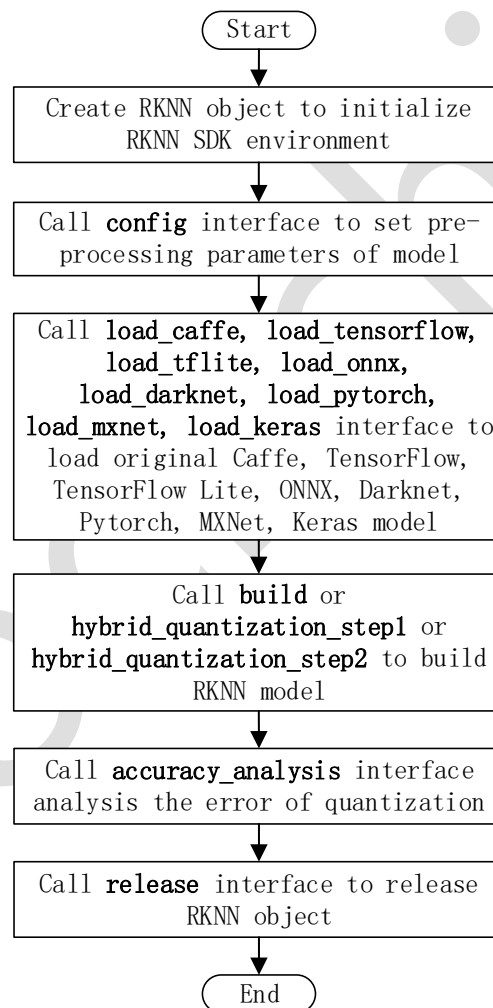 Start
Create RKNN object to initialize
RKNN SDK environment
Call config interface to set pre-
processing parameters of model
Call load_caffe, load_tensorflow,
load_tflite, load_onnx,
load_darknet, load_pytorch,
load_mxnet, load_keras interface to
load original Caffe, TensorFlow,
TensorFlow Lite, ONNX, Darknet,
Pytorch, MXNet, Keras model
Call build or
hybrid_quantization_step1 or
hybrid_quantization_step2 to build
RKNN model
Call accuracy_analysis interface
analysis the error of quantization
Call release interface to release
RKNN object
End